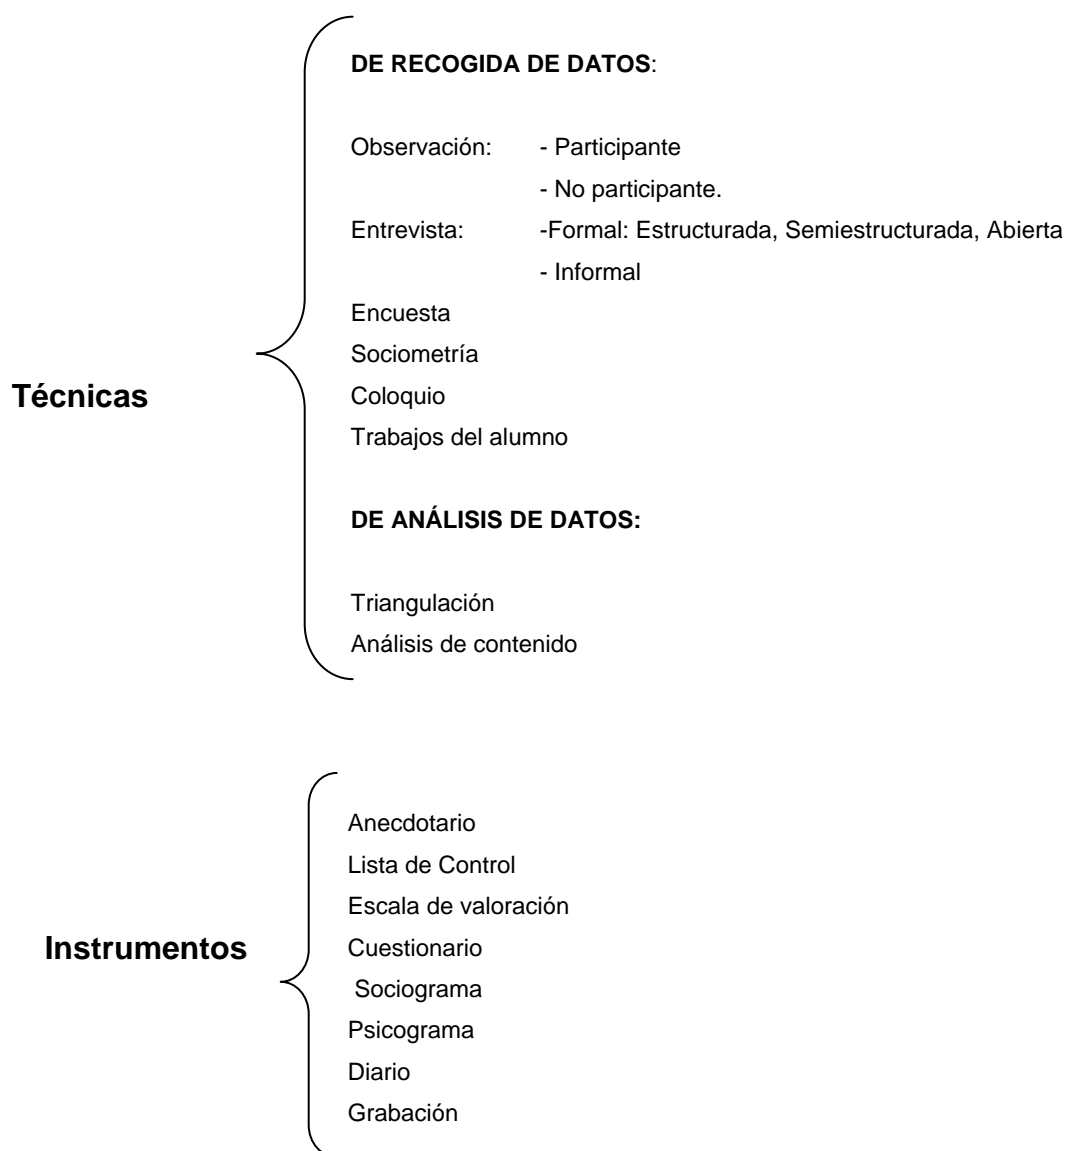 DE RECOGIDA DE DATOS:
Observación: - Participante
- No participante.
Entrevista: -Formal: Estructurada, Semiestructurada, Abierta
- Informal
Encuesta
Sociometría
Técnicas
Coloquio
Trabajos del alumno
DE ANÁLISIS DE DATOS:
Triangulación
Análisis de contenido
Anecdotario
Lista de Control
Escala de valoración
Instrumentos
Cuestionario
Sociograma
Psicograma
Diario
Grabación